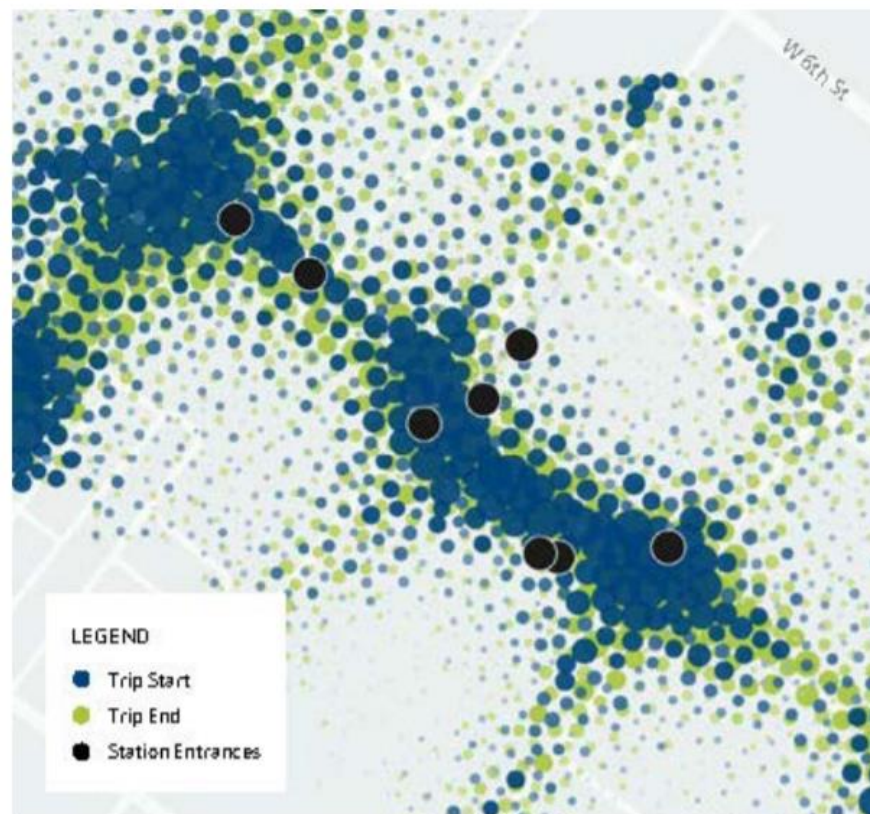 W 6th St
LEGEND
Trip Start
Trip End
Station Entrances